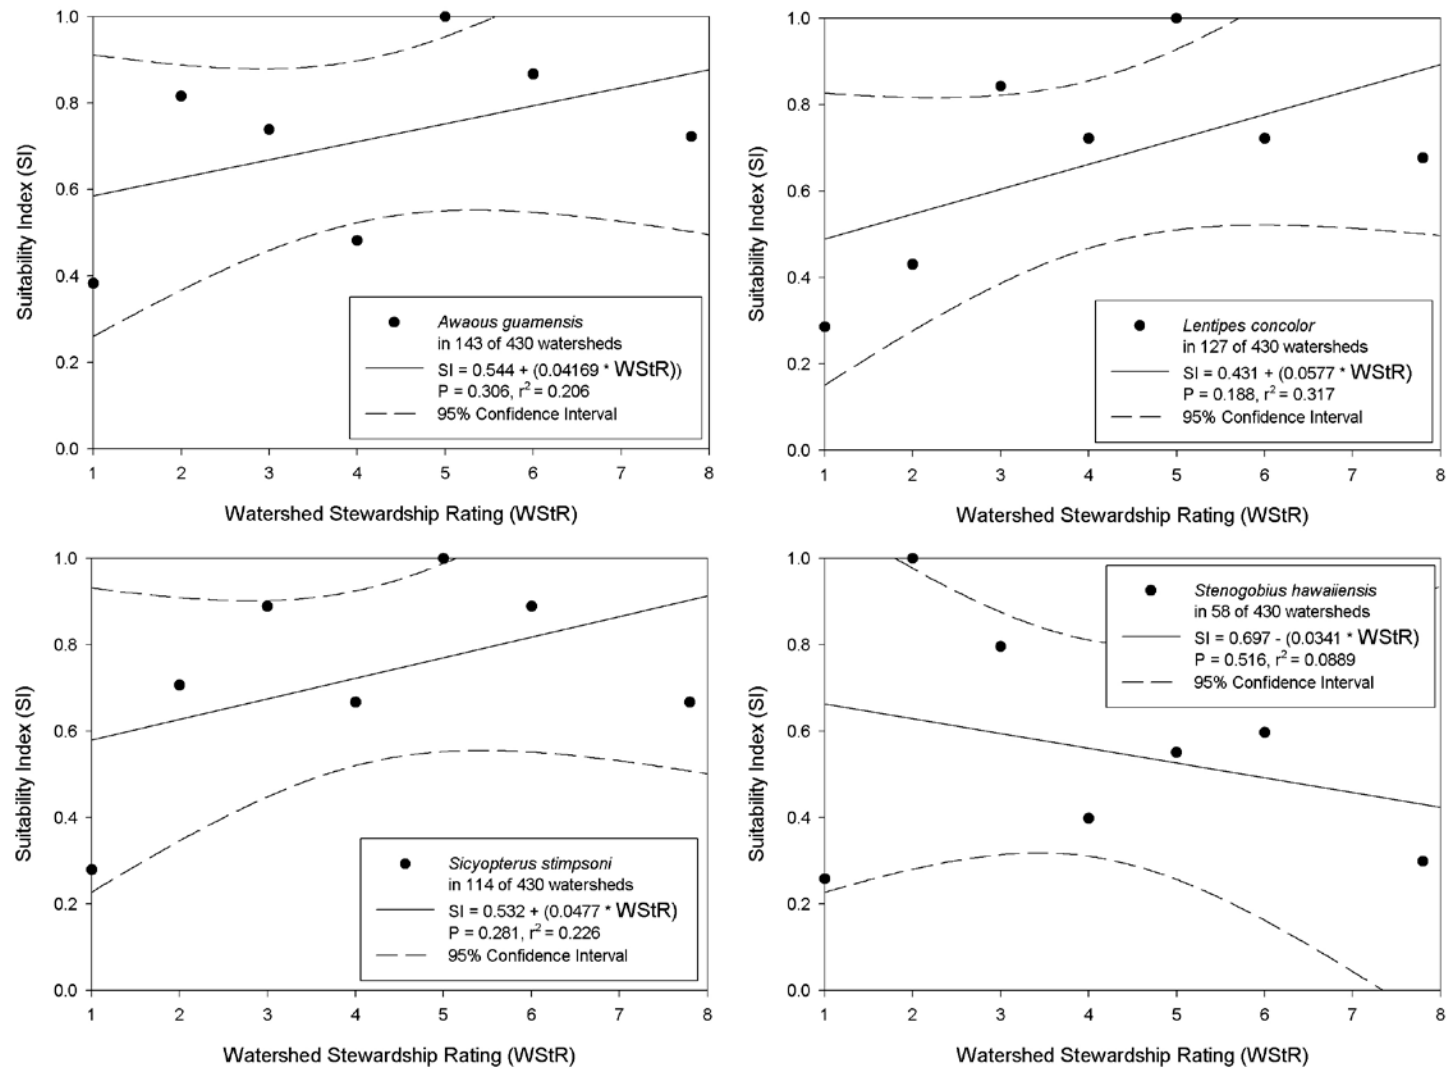 1.0
0.8
0.6
0.4
0.2
0.0
Suitability Index (SI)
Awaous guamensis
in 143 of 430 watersheds
SI = 0.544 + (0.04169 * WStR))
P = 0.306, r² = 0.206
95% Confidence Interval
1 2 3 4 5 6 7 8
Watershed Stewardship Rating (WStR)
1.0
0.8
0.6
0.4
0.2
0.0
Suitability Index (SI)
Lentipes concolor
in 127 of 430 watersheds
SI = 0.431 + (0.0577 * WStR)
P = 0.188, r² = 0.317
95% Confidence Interval
1 2 3 4 5 6 7 8
Watershed Stewardship Rating (WStR)
1.0
0.8
0.6
0.4
0.2
0.0
Suitability Index (SI)
Sicyopterus stimpsoni
in 114 of 430 watersheds
SI = 0.532 + (0.0477 * WStR)
P = 0.281, r² = 0.226
95% Confidence Interval
1 2 3 4 5 6 7 8
Watershed Stewardship Rating (WStR)
1.0
0.8
0.6
0.4
0.2
0.0
Suitability Index (SI)
Stenogobius hawaiiensis
in 58 of 430 watersheds
SI = 0.697 - (0.0341 * WStR)
P = 0.516, r² = 0.0889
95% Confidence Interval
1 2 3 4 5 6 7 8
Watershed Stewardship Rating (WStR)